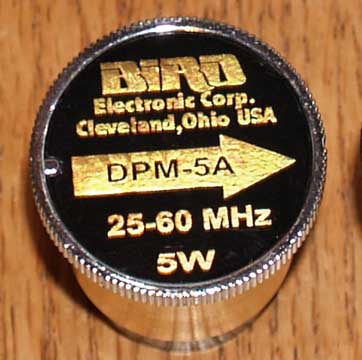 BIRD
Electronic Corp.
Cleveland,Ohio USA
DPM-5A
25-60 MHz
5W